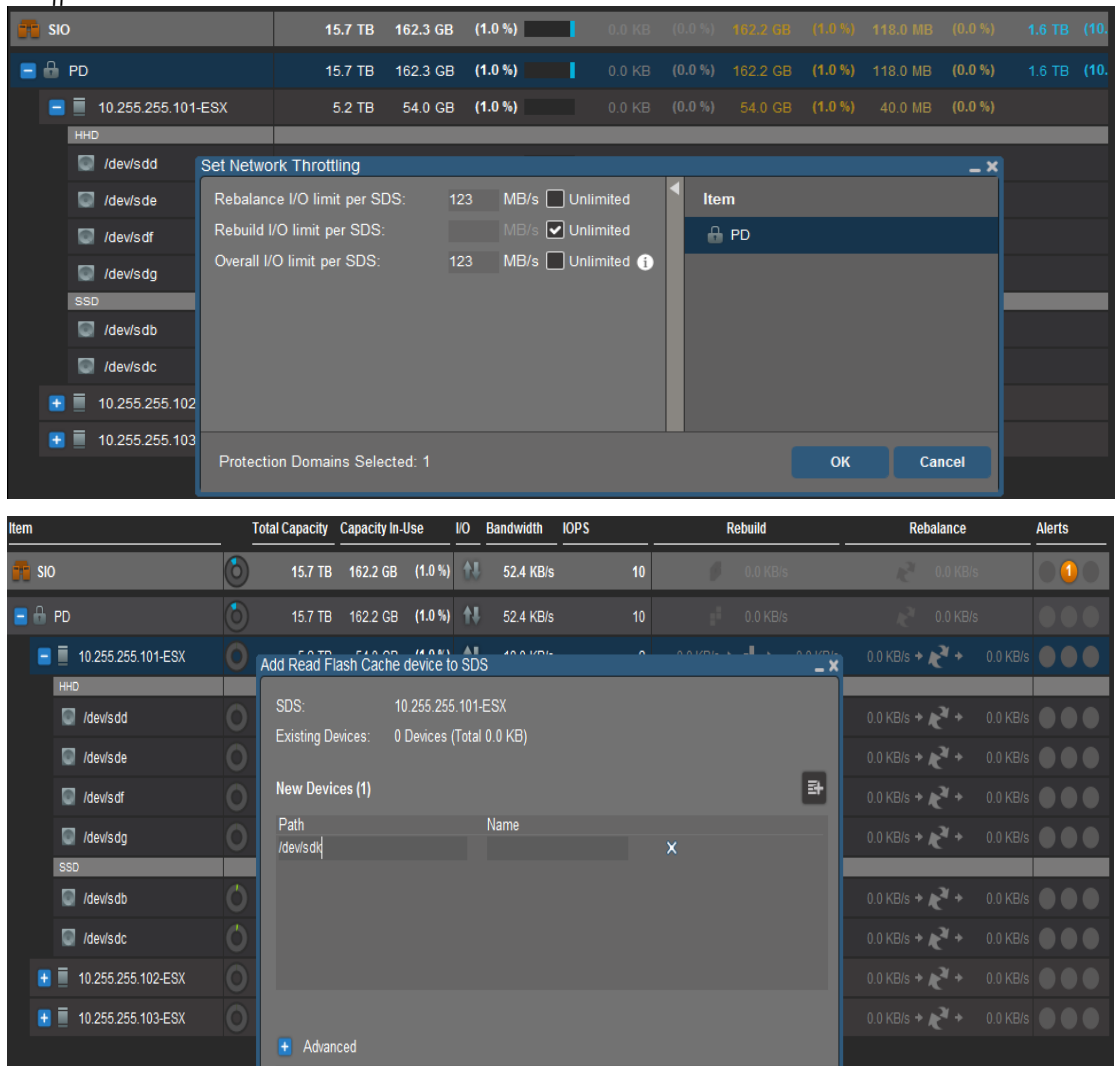 SIO 15.7 TB 162.3 GB (1.0 %) 0.0 KB (0.0 %) 162.2 GB (1.0 %) 118.0 MB (0.0 %) 1.6 TB (10.
PD 15.7 TB 162.3 GB (1.0 %) 0.0 KB (0.0 %) 162.2 GB (1.0 %) 118.0 MB (0.0 %) 1.6 TB (10.
10.255.255.101-ESX 5.2 TB 54.0 GB (1.0 %) 0.0 KB (0.0 %) 54.0 GB (1.0 %) 40.0 MB (0.0 %)
HHD
/dev/sdd
/dev/sde
/dev/sdf
/dev/sdg
SSD
/dev/sdb
/dev/sdc
10.255.255.102
10.255.255.103
Set Network Throttling
Rebalance I/O limit per SDS: 123 MB/s Unlimited
Rebuild I/O limit per SDS: MB/s Unlimited
Overall I/O limit per SDS: 123 MB/s Unlimited
Item
PD
Protection Domains Selected: 1
OK Cancel
Item Total Capacity Capacity In-Use I/O Bandwidth IOPS Rebuild Rebalance Alerts
SIO 15.7 TB 162.2 GB (1.0 %) 52.4 KB/s 10 0.0 KB/s 0.0 KB/s 1
PD 15.7 TB 162.2 GB (1.0 %) 52.4 KB/s 10 0.0 KB/s 0.0 KB/s
10.255.255.101-ESX 0.0 KB/s 0.0 KB/s
HHD
/dev/sdd 0.0 KB/s 0.0 KB/s
/dev/sde 0.0 KB/s 0.0 KB/s
/dev/sdf 0.0 KB/s 0.0 KB/s
/dev/sdg 0.0 KB/s 0.0 KB/s
SSD
/dev/sdb 0.0 KB/s 0.0 KB/s
/dev/sdc 0.0 KB/s 0.0 KB/s
10.255.255.102-ESX 0.0 KB/s 0.0 KB/s
10.255.255.103-ESX 0.0 KB/s 0.0 KB/s
Add Read Flash Cache device to SDS
SDS: 10.255.255.101-ESX
Existing Devices: 0 Devices (Total 0.0 KB)
New Devices (1)
Path Name
/dev/sdk
Advanced